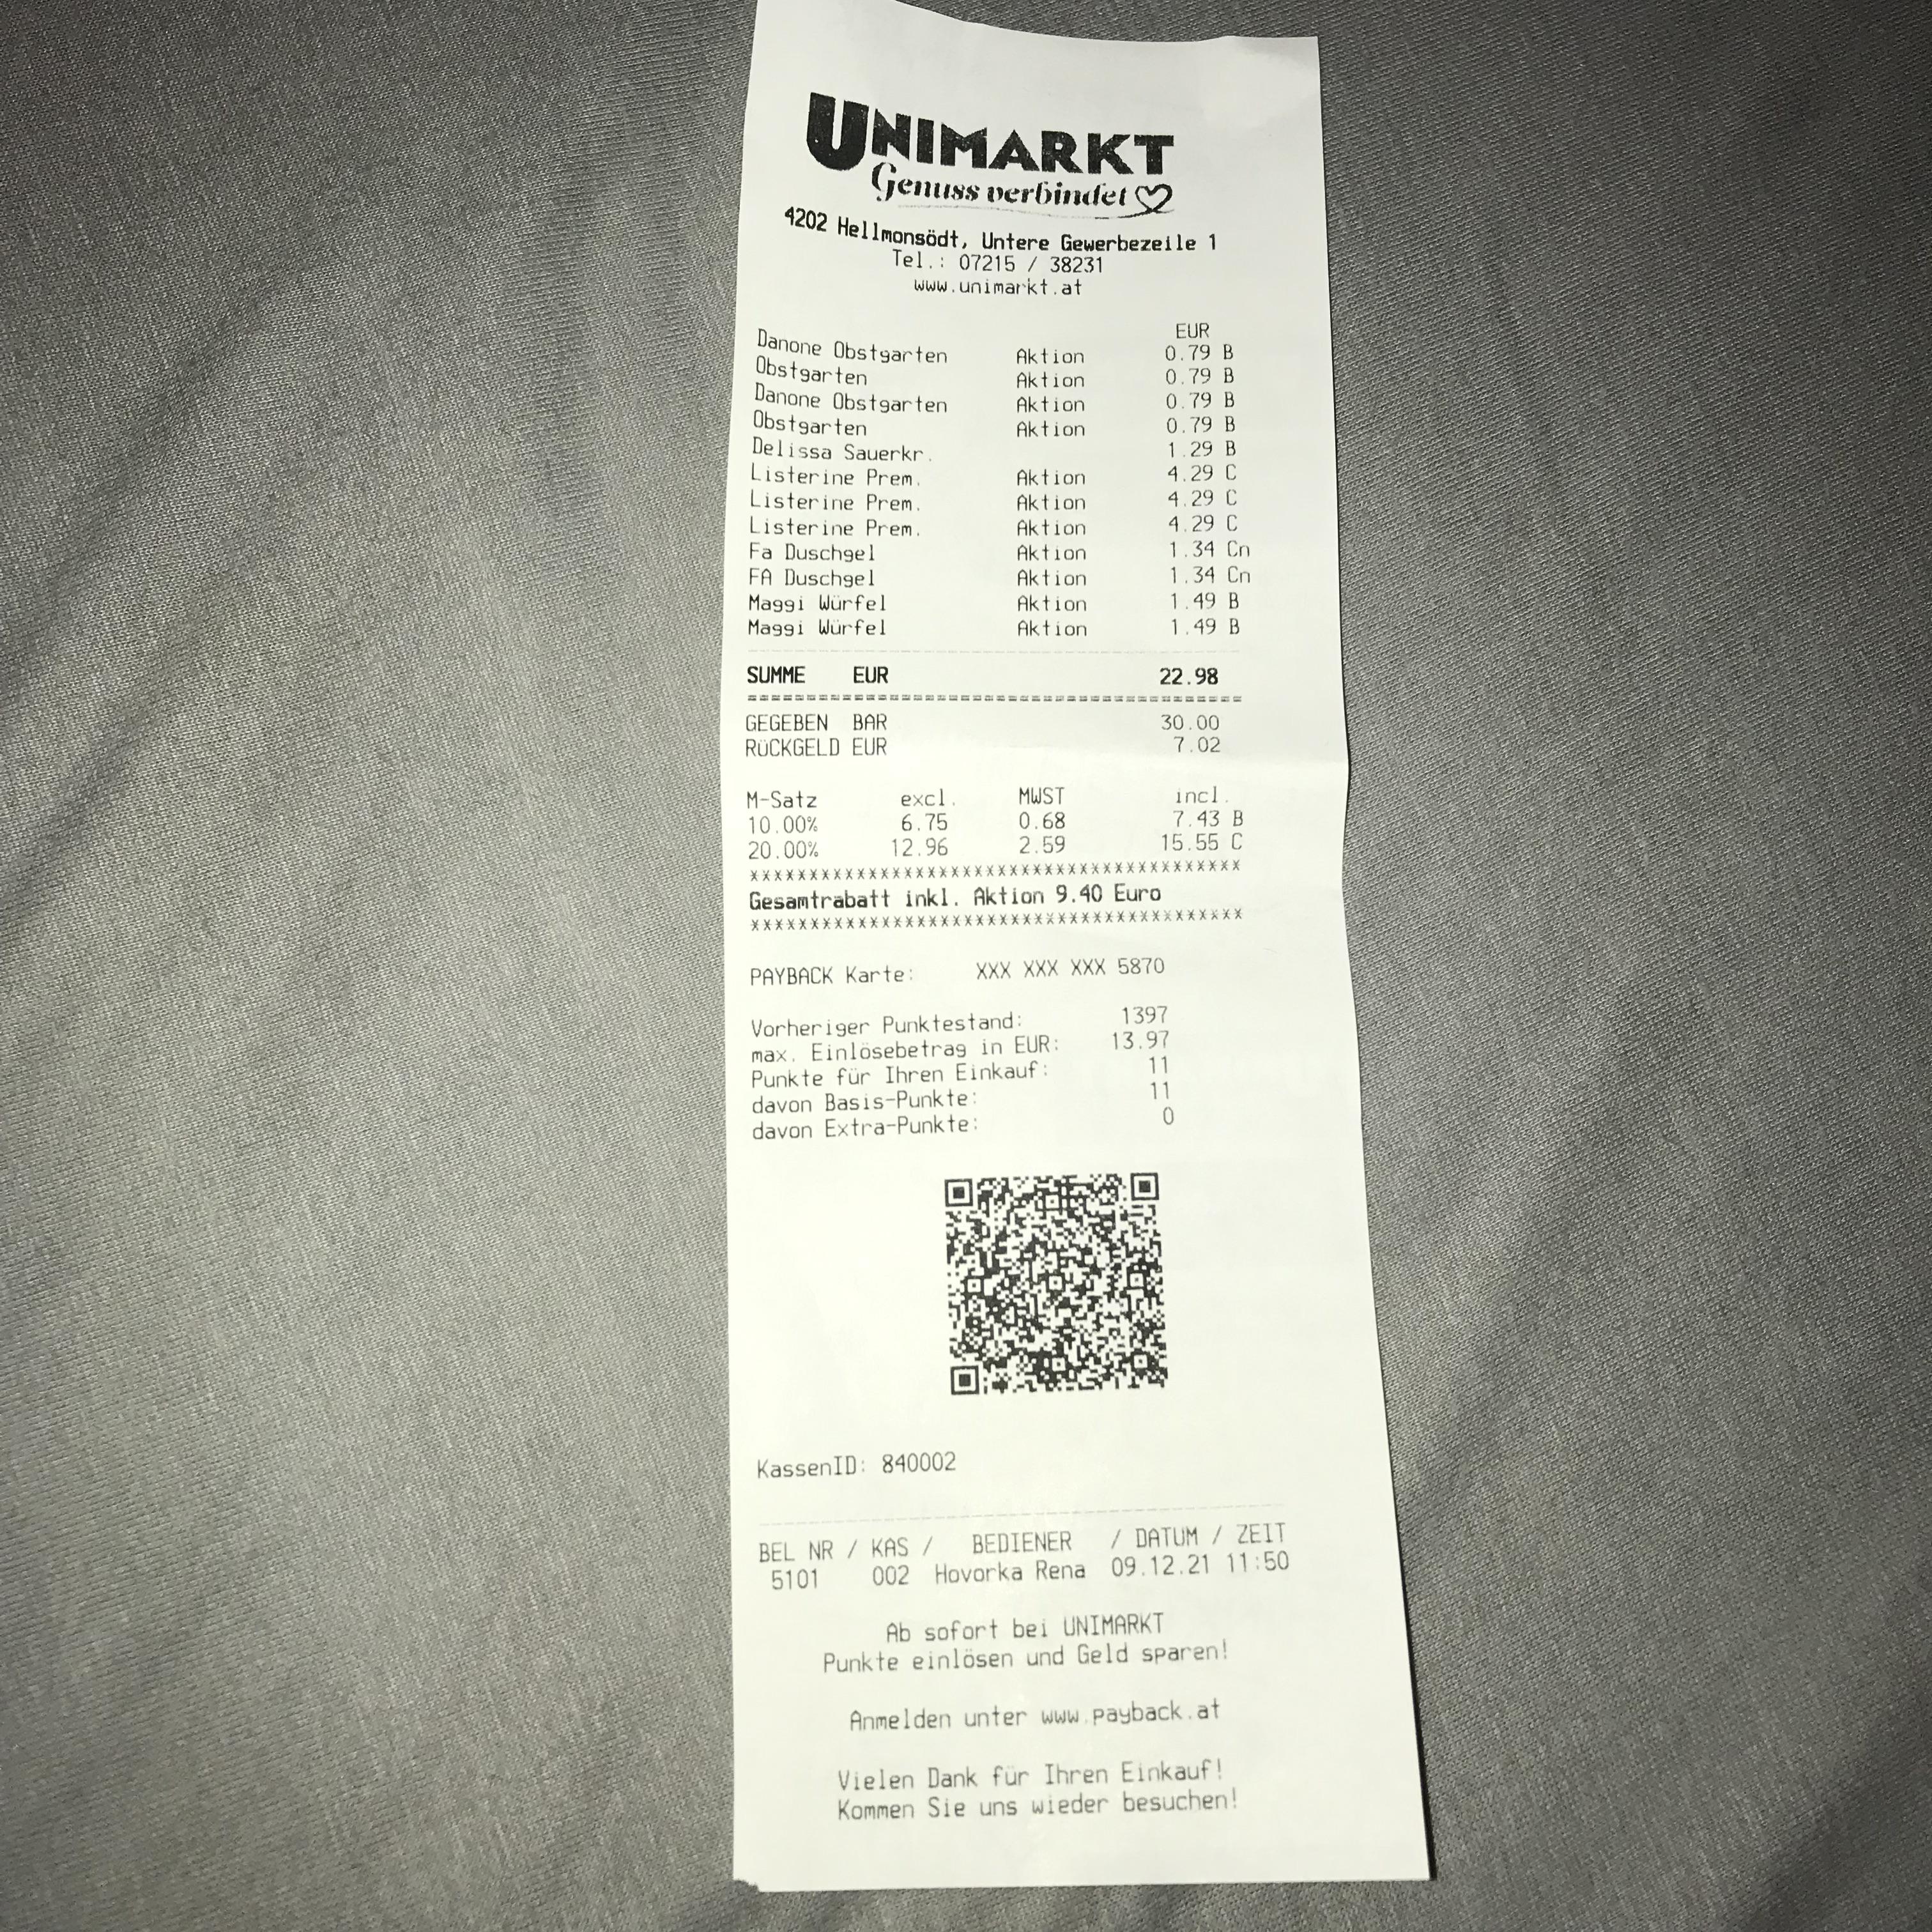 UNIMARKT
Genuss verbindet
4202 Hellmonsödt, Untere Gewerbezeile 1
Tel.: 07215 / 38231
www.unimarkt.at
EUR
Danone Obstgarten Aktion 0.79 B
Obstgarten Aktion 0.79 B
Danone Obstgarten Aktion 0.79 B
Obstgarten Aktion 0.79 B
Delissa Sauerkr. 1.29 B
Listerine Prem. Aktion 4.29 C
Listerine Prem. Aktion 4.29 C
Listerine Prem. Aktion 4.29 C
Fa Duschgel Aktion 1.34 Cn
FA Duschgel Aktion 1.34 Cn
Maggi Würfel Aktion 1.49 B
Maggi Würfel Aktion 1.49 B
SUMME EUR 22.98
=========================================
GEGEBEN BAR 30.00
RÜCKGELD EUR 7.02
M-Satz excl. MWST incl.
10.00% 6.75 0.68 7.43 B
20.00% 12.96 2.59 15.55 C
*****************************************
Gesamtrabatt inkl. Aktion 9.40 Euro
*****************************************
PAYBACK Karte: XXX XXX XXX 5870
Vorheriger Punktestand: 1397
max. Einlösebetrag in EUR: 13.97
Punkte für Ihren Einkauf: 11
davon Basis-Punkte: 11
davon Extra-Punkte: 0
KassenID: 840002
BEL NR / KAS / BEDIENER / DATUM / ZEIT
5101 002 Hovorka Rena 09.12.21 11:50
Ab sofort bei UNIMARKT
Punkte einlösen und Geld sparen!
Anmelden unter www.payback.at
Vielen Dank für Ihren Einkauf!
Kommen Sie uns wieder besuchen!